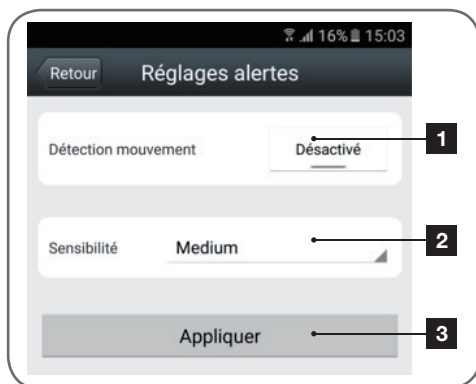 16% 15:03
Retour Réglages alertes
Détection mouvement Désactivé 1
Sensibilité Medium 2
Appliquer 3